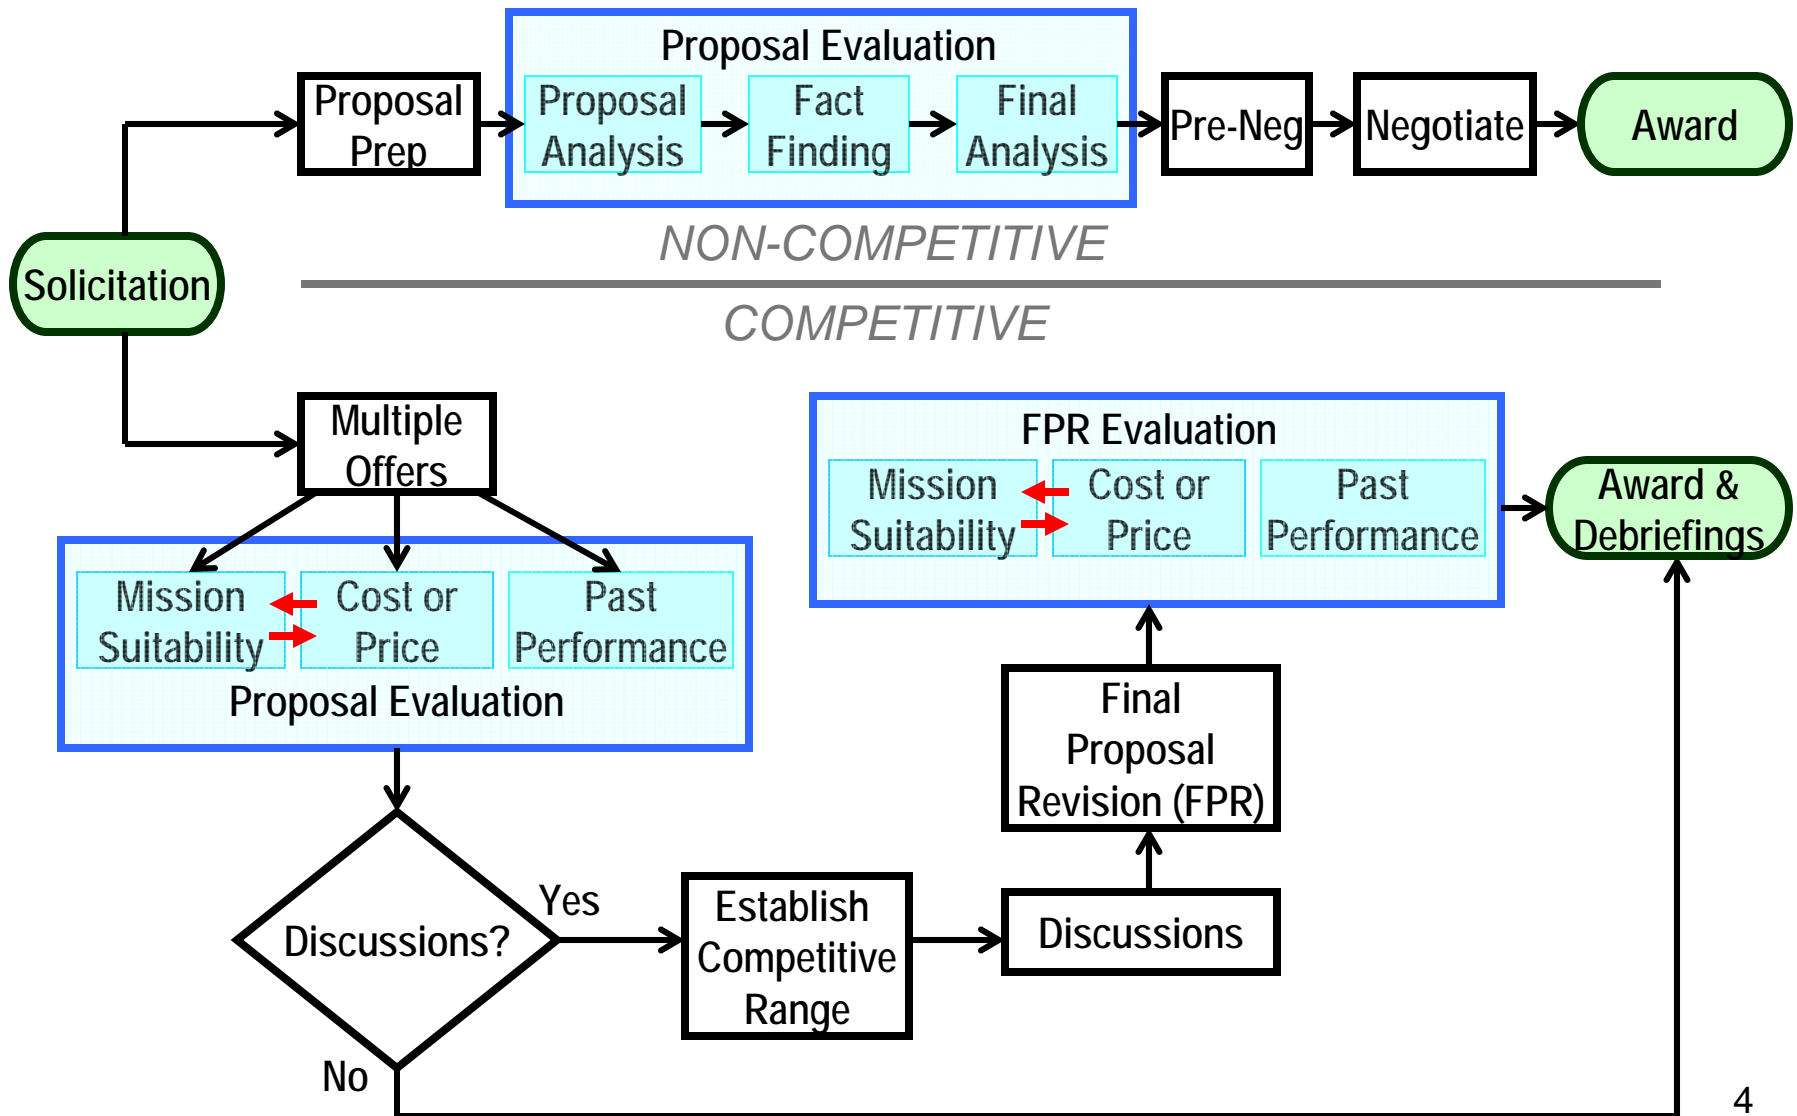 Proposal Evaluation
Proposal
Prep
Proposal
Analysis
Fact
Finding
Final
Analysis
Pre-Neg
Negotiate
Award
NON-COMPETITIVE
Solicitation
COMPETITIVE
Multiple
Offers
Mission
Suitability
Cost or
Price
Past
Performance
Proposal Evaluation
FPR Evaluation
Mission
Suitability
Cost or
Price
Past
Performance
Award &
Debriefings
Final
Proposal
Revision (FPR)
Discussions?
Yes
No
Establish
Competitive
Range
Discussions
4